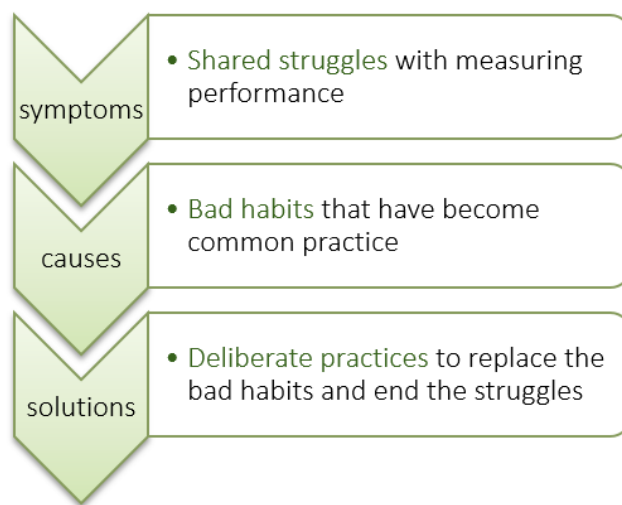 symptoms
• Shared struggles with measuring
performance
causes
• Bad habits that have become
common practice
solutions
• Deliberate practices to replace the
bad habits and end the struggles